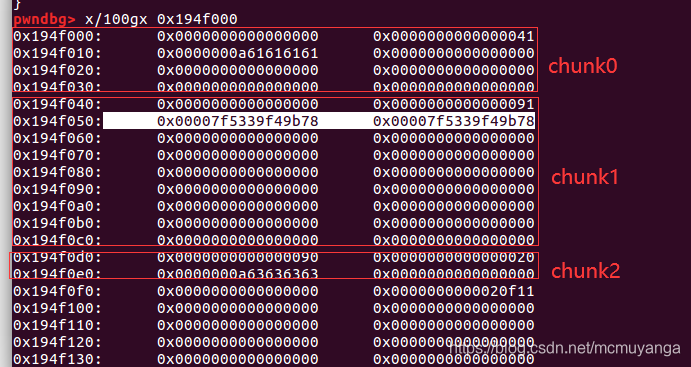 }
pwndbg> x/100gx 0x194f000
0x194f000: 0x0000000000000000 0x0000000000000041
0x194f010: 0x0000000a61616161 0x0000000000000000
0x194f020: 0x0000000000000000 0x0000000000000000
0x194f030: 0x0000000000000000 0x0000000000000000
chunk0
0x194f040: 0x0000000000000000 0x0000000000000091
0x194f050: 0x00007f5339f49b78 0x00007f5339f49b78
0x194f060: 0x0000000000000000 0x0000000000000000
0x194f070: 0x0000000000000000 0x0000000000000000
0x194f080: 0x0000000000000000 0x0000000000000000
0x194f090: 0x0000000000000000 0x0000000000000000
0x194f0a0: 0x0000000000000000 0x0000000000000000
0x194f0b0: 0x0000000000000000 0x0000000000000000
0x194f0c0: 0x0000000000000000 0x0000000000000000
chunk1
0x194f0d0: 0x0000000000000090 0x0000000000000020
0x194f0e0: 0x0000000a63636363 0x0000000000000000
chunk2
0x194f0f0: 0x0000000000000000 0x0000000000020f11
0x194f100: 0x0000000000000000 0x0000000000000000
0x194f110: 0x0000000000000000 0x0000000000000000
0x194f120: 0x0000000000000000 0x0000000000000000
0x194f130: 0x0000000000000000 0x0000000000000000
https://blog.csdn.net/mcmuyanga